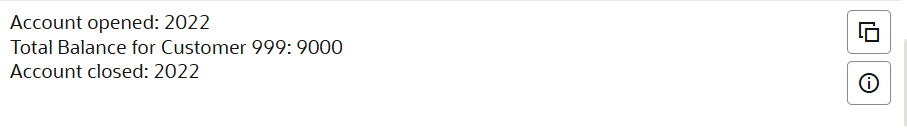 Account opened: 2022
Total Balance for Customer 999: 9000
Account closed: 2022